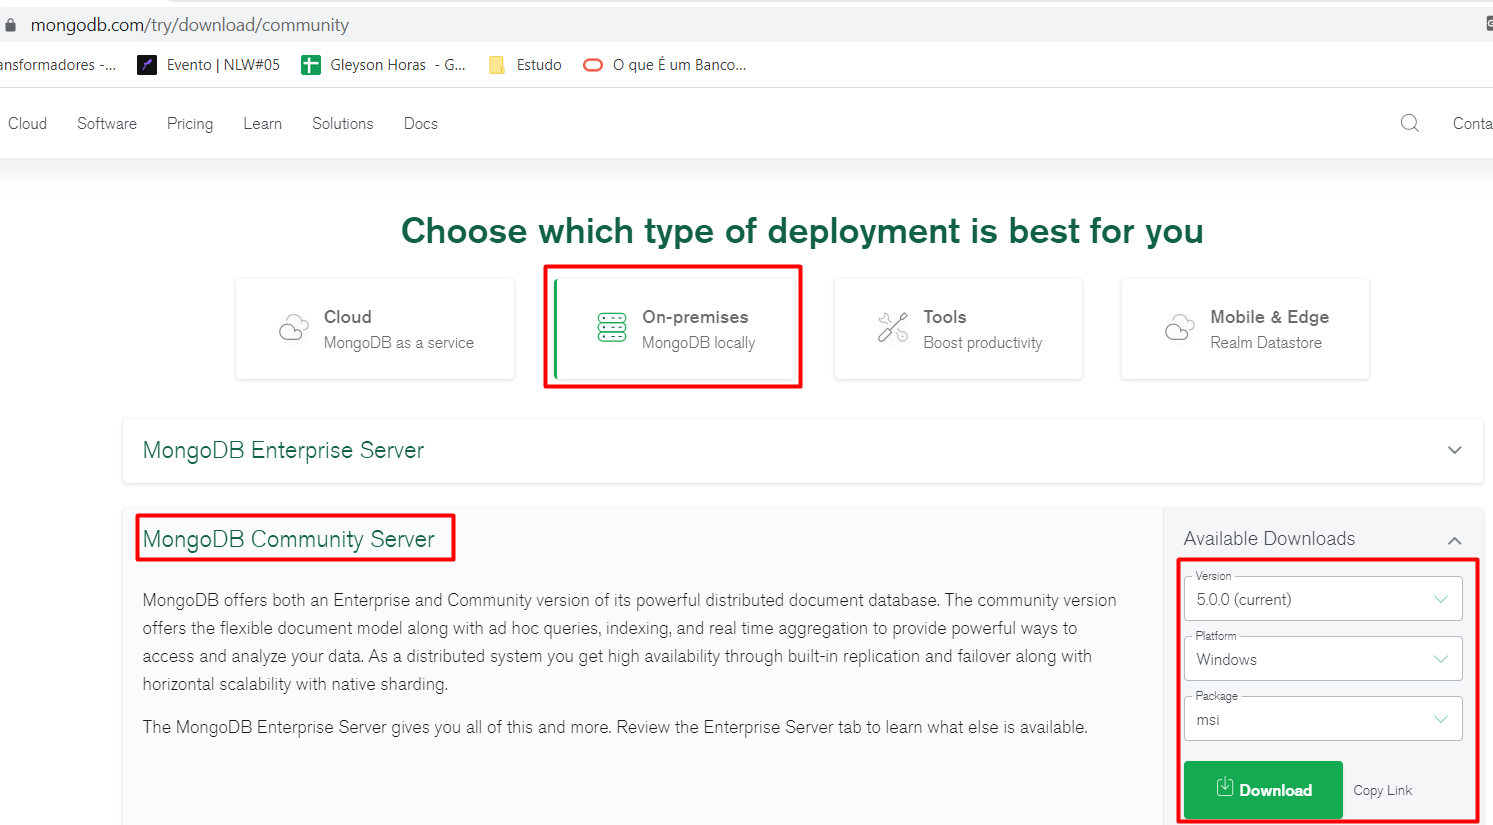 mongodb.com/try/download/community
ansformadores -...
Evento | NLW#05
Gleyson Horas - G...
Estudo
O que É um Banco...
Cloud
Software
Pricing
Learn
Solutions
Docs
Conta
Choose which type of deployment is best for you
Cloud
MongoDB as a service
On-premises
MongoDB locally
Tools
Boost productivity
Mobile & Edge
Realm Datastore
MongoDB Enterprise Server
MongoDB Community Server
MongoDB offers both an Enterprise and Community version of its powerful distributed document database. The community version
offers the flexible document model along with ad hoc queries, indexing, and real time aggregation to provide powerful ways to
access and analyze your data. As a distributed system you get high availability through built-in replication and failover along with
horizontal scalability with native sharding.
The MongoDB Enterprise Server gives you all of this and more. Review the Enterprise Server tab to learn what else is available.
Available Downloads
Version
5.0.0 (current)
Platform
Windows
Package
msi
Download
Copy Link